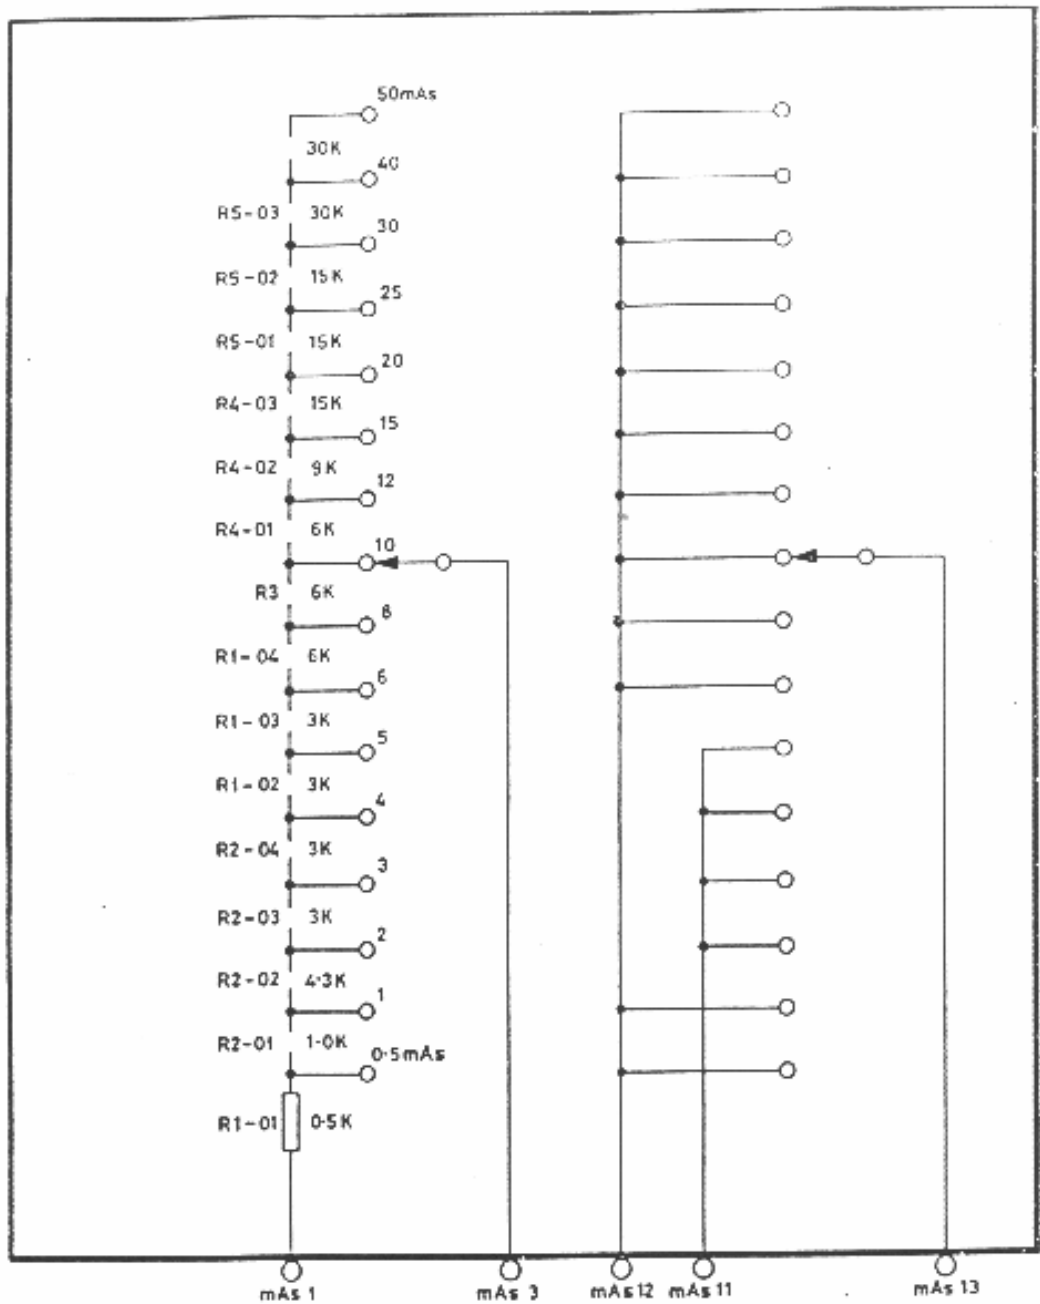 50mAs
30K
40
R5-03 30K
30
R5-02 15K
25
R5-01 15K
20
R4-03 15K
15
R4-02 9K
12
R4-01 6K
10
R3 6K
8
R1-04 6K
6
R1-03 3K
5
R1-02 3K
4
R2-04 3K
3
R2-03 3K
2
R2-02 4·3K
1
R2-01 1·0K
0·5mAs
R1-01 0·5K
mAs 1 mAs 3 mAs 12 mAs 11 mAs 13